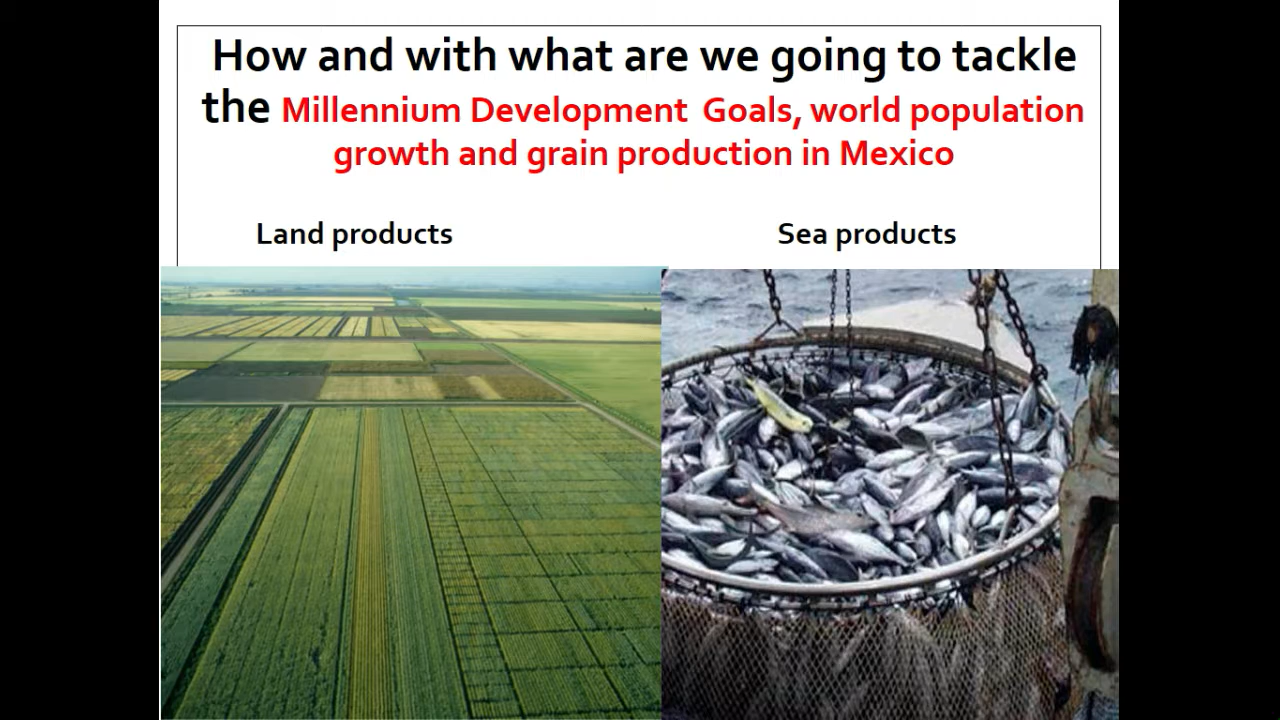 How and with what are we going to tackle
the Millennium Development Goals, world population
growth and grain production in Mexico
Land products
Sea products